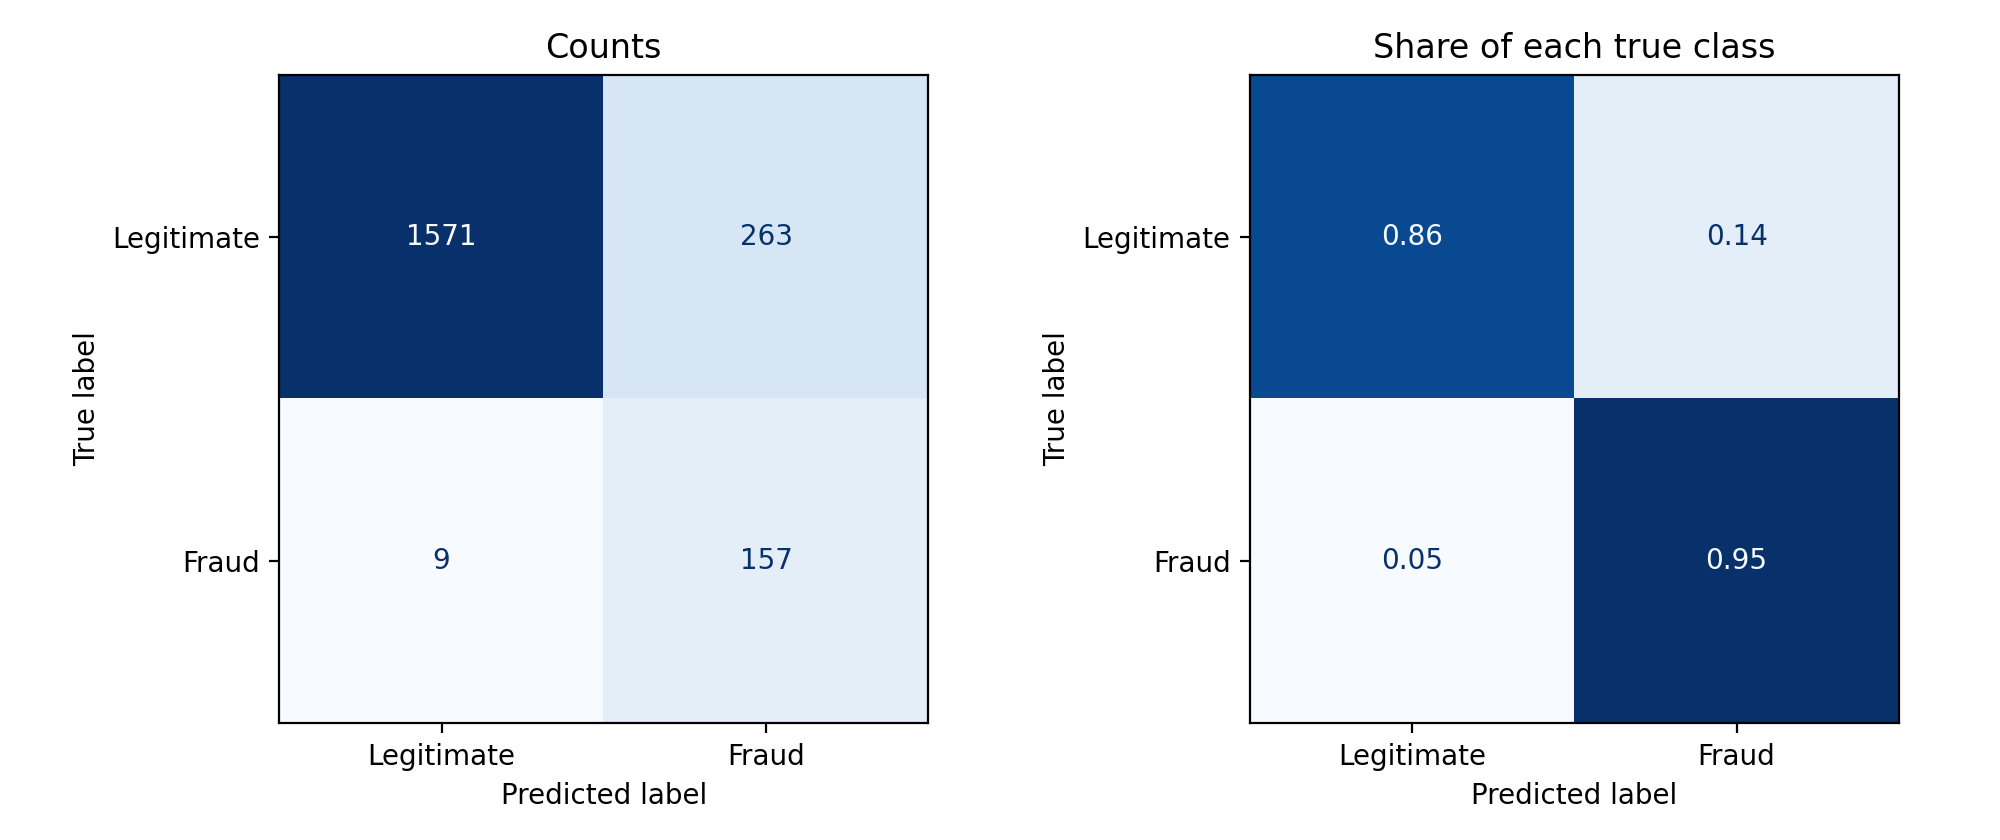 Counts
Legitimate
1571
263
True label
Fraud
9
157
Legitimate
Fraud
Predicted label
Share of each true class
Legitimate
0.86
0.14
True label
Fraud
0.05
0.95
Legitimate
Fraud
Predicted label